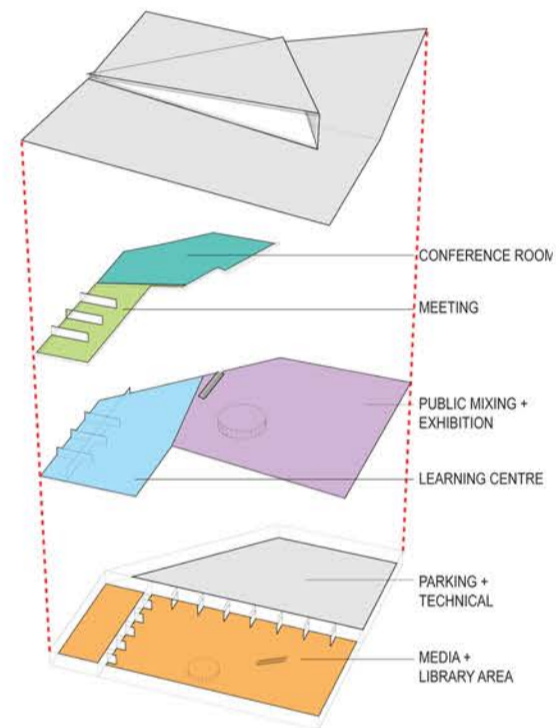 CONFERENCE ROOM
MEETING
PUBLIC MIXING +
EXHIBITION
LEARNING CENTRE
PARKING +
TECHNICAL
MEDIA +
LIBRARY AREA